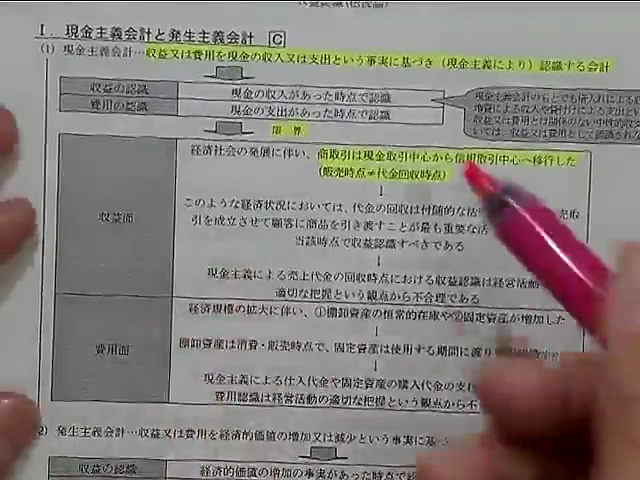 Ⅰ．現金主義会計と発生主義会計 C
(1) 現金主義会計…収益又は費用を現金の収入又は支出という事実に基づき（現金主義により）認識する会計
収益の認識 現金の収入があった時点で認識
費用の認識 現金の支出があった時点で認識
限界
収益面
経済社会の発展に伴い、商取引は現金取引中心から信用取引中心へ移行した
（販売時点≠代金回収時点）
↓
このような経済状況においては、代金の回収は付随的な活
引を成立させて顧客に商品を引き渡すことが最も重要な活
当該時点で収益認識すべきである
↓
現金主義による売上代金の回収時点における収益認識は経営活動
適切な把握という観点から不合理である
費用面
経済規模の拡大に伴い、①棚卸資産の恒常的在庫や②固定資産が増加した
↓
棚卸資産は消費・販売時点で、固定資産は使用する期間に渡り
↓
現金主義による仕入代金や固定資産の購入代金の支
費用認識は経営活動の適切な把握という観点から不
2) 発生主義会計…収益又は費用を経済的価値の増加又は減少という事実に基づ
収益の認識 経済的価値の増加の事実があった時点で認